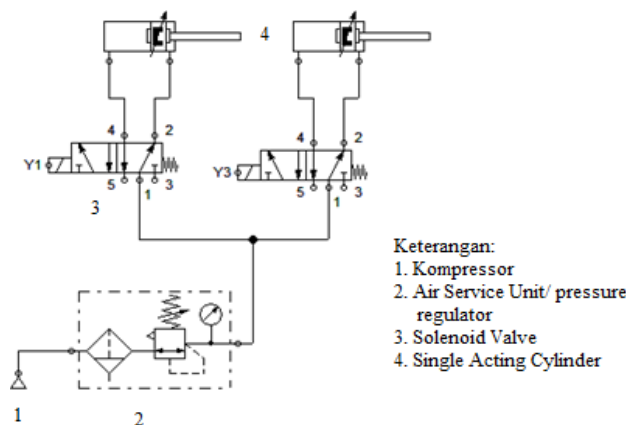 4
4 2
Y1
5 1 3
3
4 2
Y3
5 1 3
Keterangan:
1. Kompressor
2. Air Service Unit/ pressure
regulator
3. Solenoid Valve
4. Single Acting Cylinder
1
2